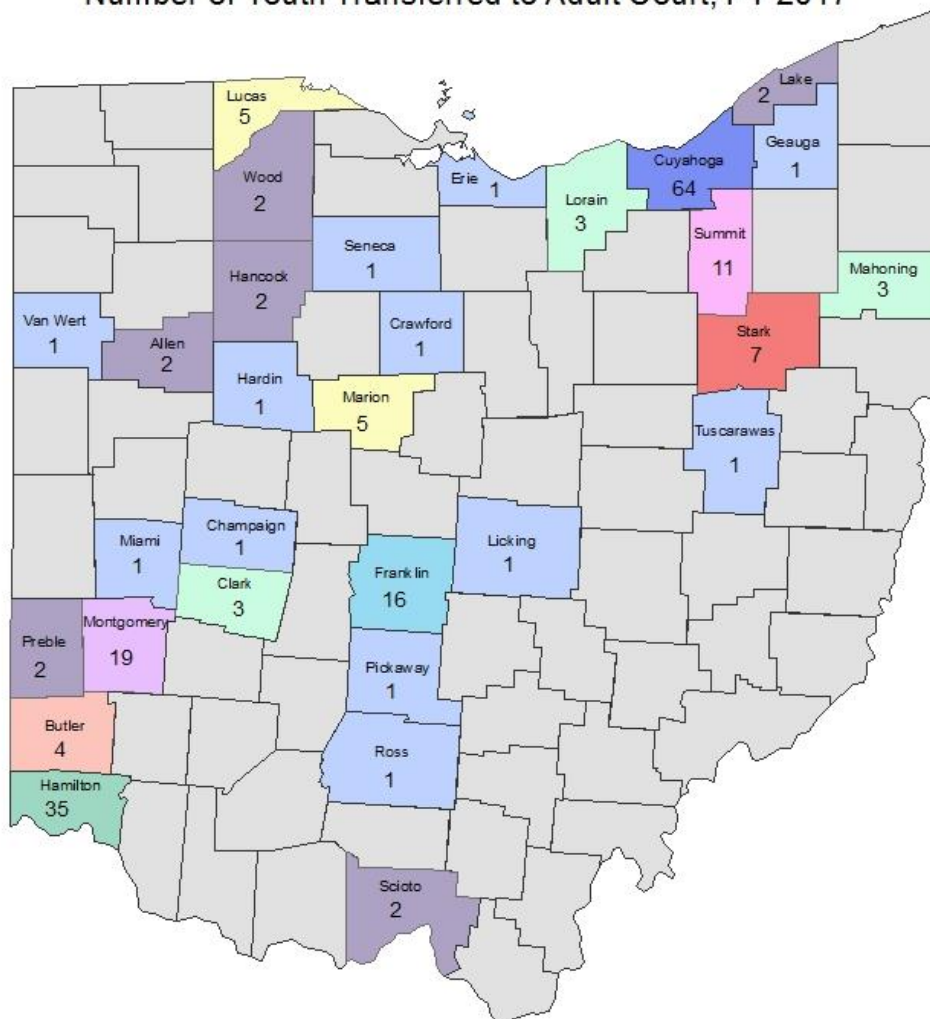 Number of Youth Transferred to Adult Court, FY 2017
Lake
2
Lucas
5
Geauga
1
Cuyahoga
64
Wood
2
Erie 1
Lorain
3
Summit
11
Seneca
1
Hancock
2
Mahoning
3
Van Wert
1
Allen
2
Crawford
1
Stark
7
Hardin
1
Marion
5
Tuscarawas
1
Champaign
1
Miami
1
Licking
1
Clark
3
Franklin
16
Preble
2
Montgomery
19
Pickaway
1
Butler
4
Ross
1
Hamilton
35
Scioto
2